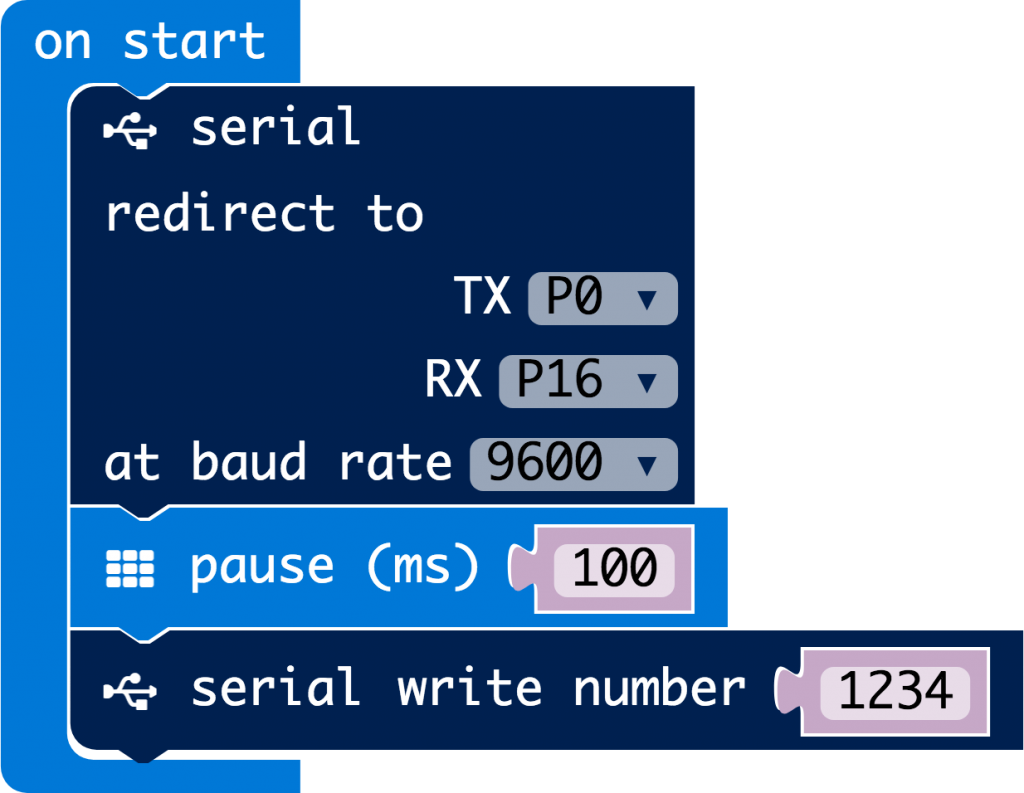 on start
serial
redirect to
TX P0
RX P16
at baud rate 9600
pause (ms) 100
serial write number 1234